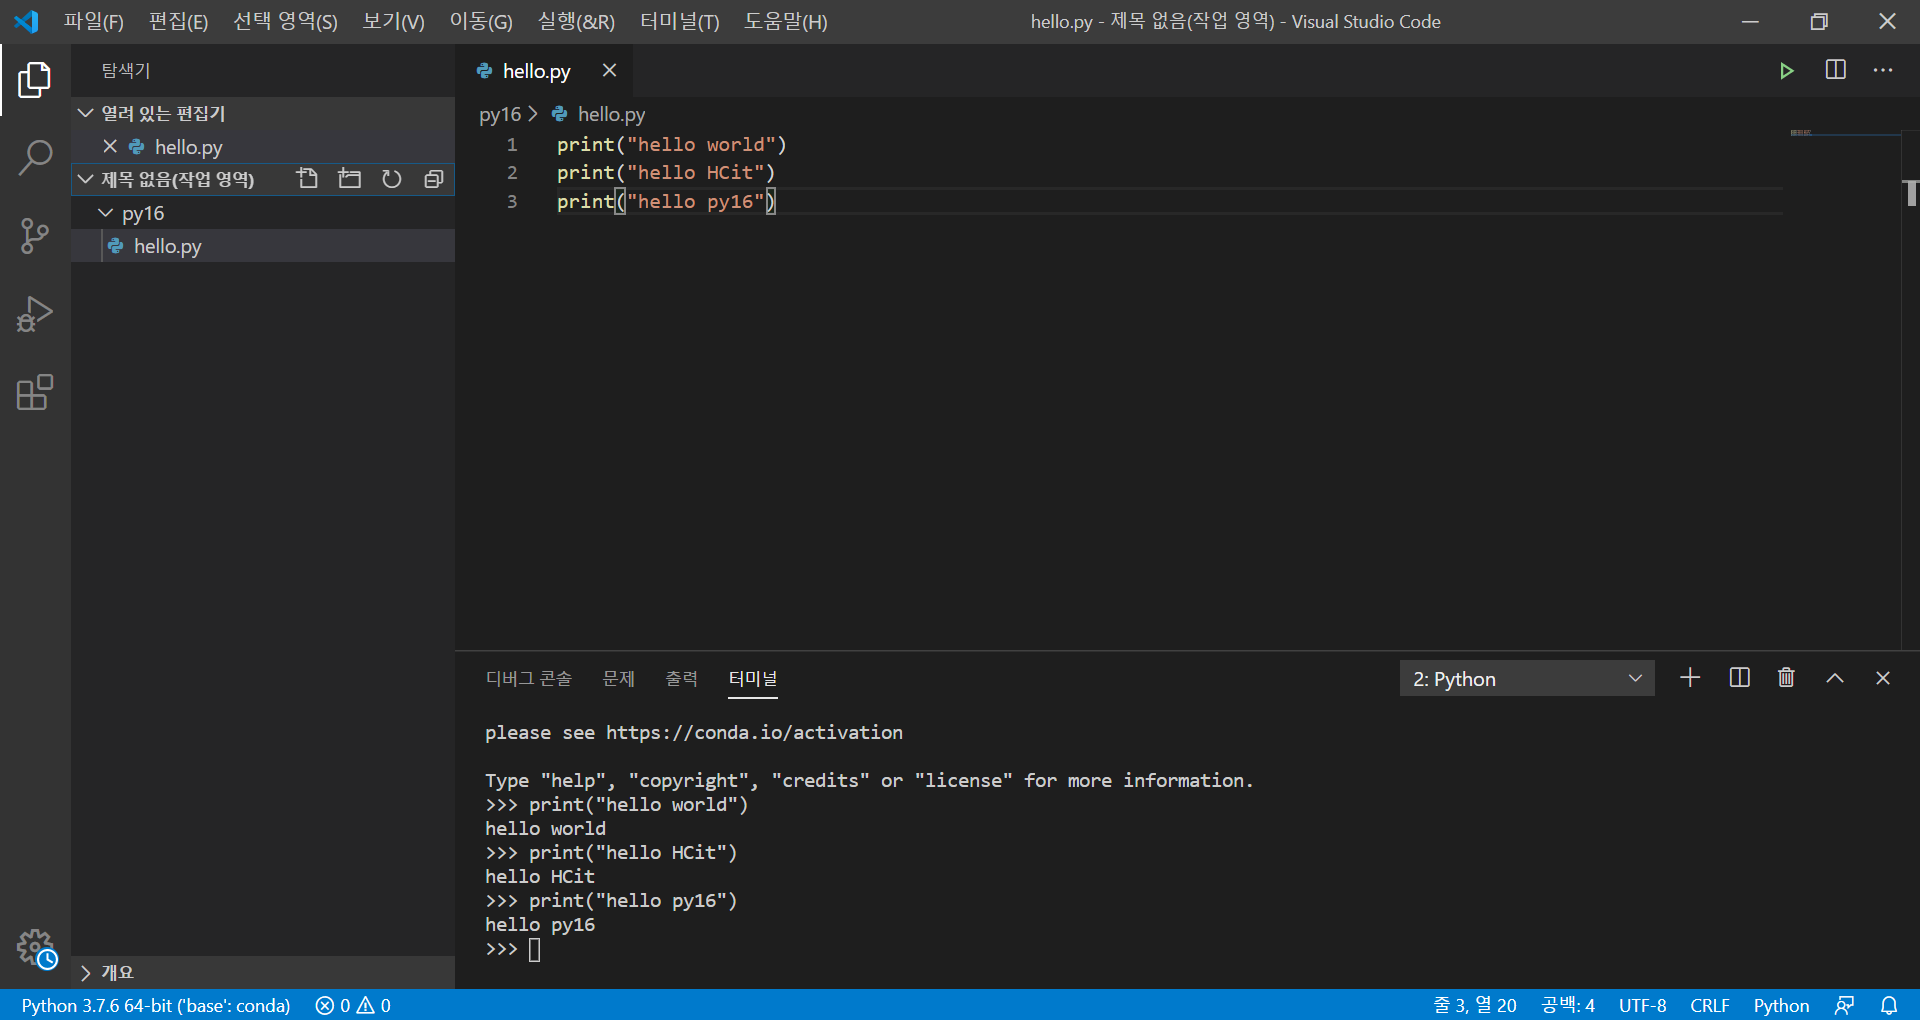 파일(F) 편집(E) 선택 영역(S) 보기(V) 이동(G) 실행(&R) 터미널(T) 도움말(H) hello.py - 제목 없음(작업 영역) - Visual Studio Code
탐색기
열려 있는 편집기
hello.py
제목 없음(작업 영역)
py16
hello.py
개요
hello.py
py16 > hello.py
1 print("hello world")
2 print("hello HCit")
3 print("hello py16")
디버그 콘솔 문제 출력 터미널 2: Python
please see https://conda.io/activation
Type "help", "copyright", "credits" or "license" for more information.
>>> print("hello world")
hello world
>>> print("hello HCit")
hello HCit
>>> print("hello py16")
hello py16
>>>
Python 3.7.6 64-bit ('base': conda) 0 0 줄 3, 열 20 공백: 4 UTF-8 CRLF Python